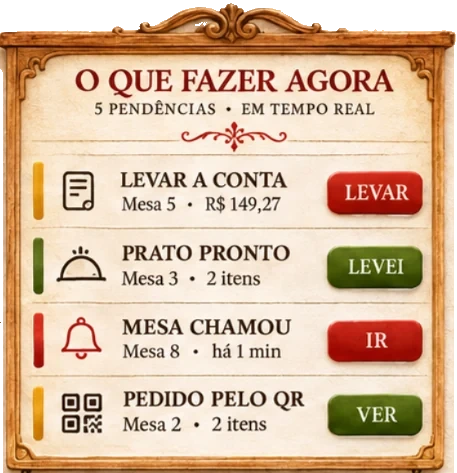 O QUE FAZER AGORA
5 PENDÊNCIAS • EM TEMPO REAL
LEVAR A CONTA
Mesa 5 • R$ 149,27
LEVAR
PRATO PRONTO
Mesa 3 • 2 itens
LEVEI
MESA CHAMOU
Mesa 8 • há 1 min
IR
PEDIDO PELO QR
Mesa 2 • 2 itens
VER